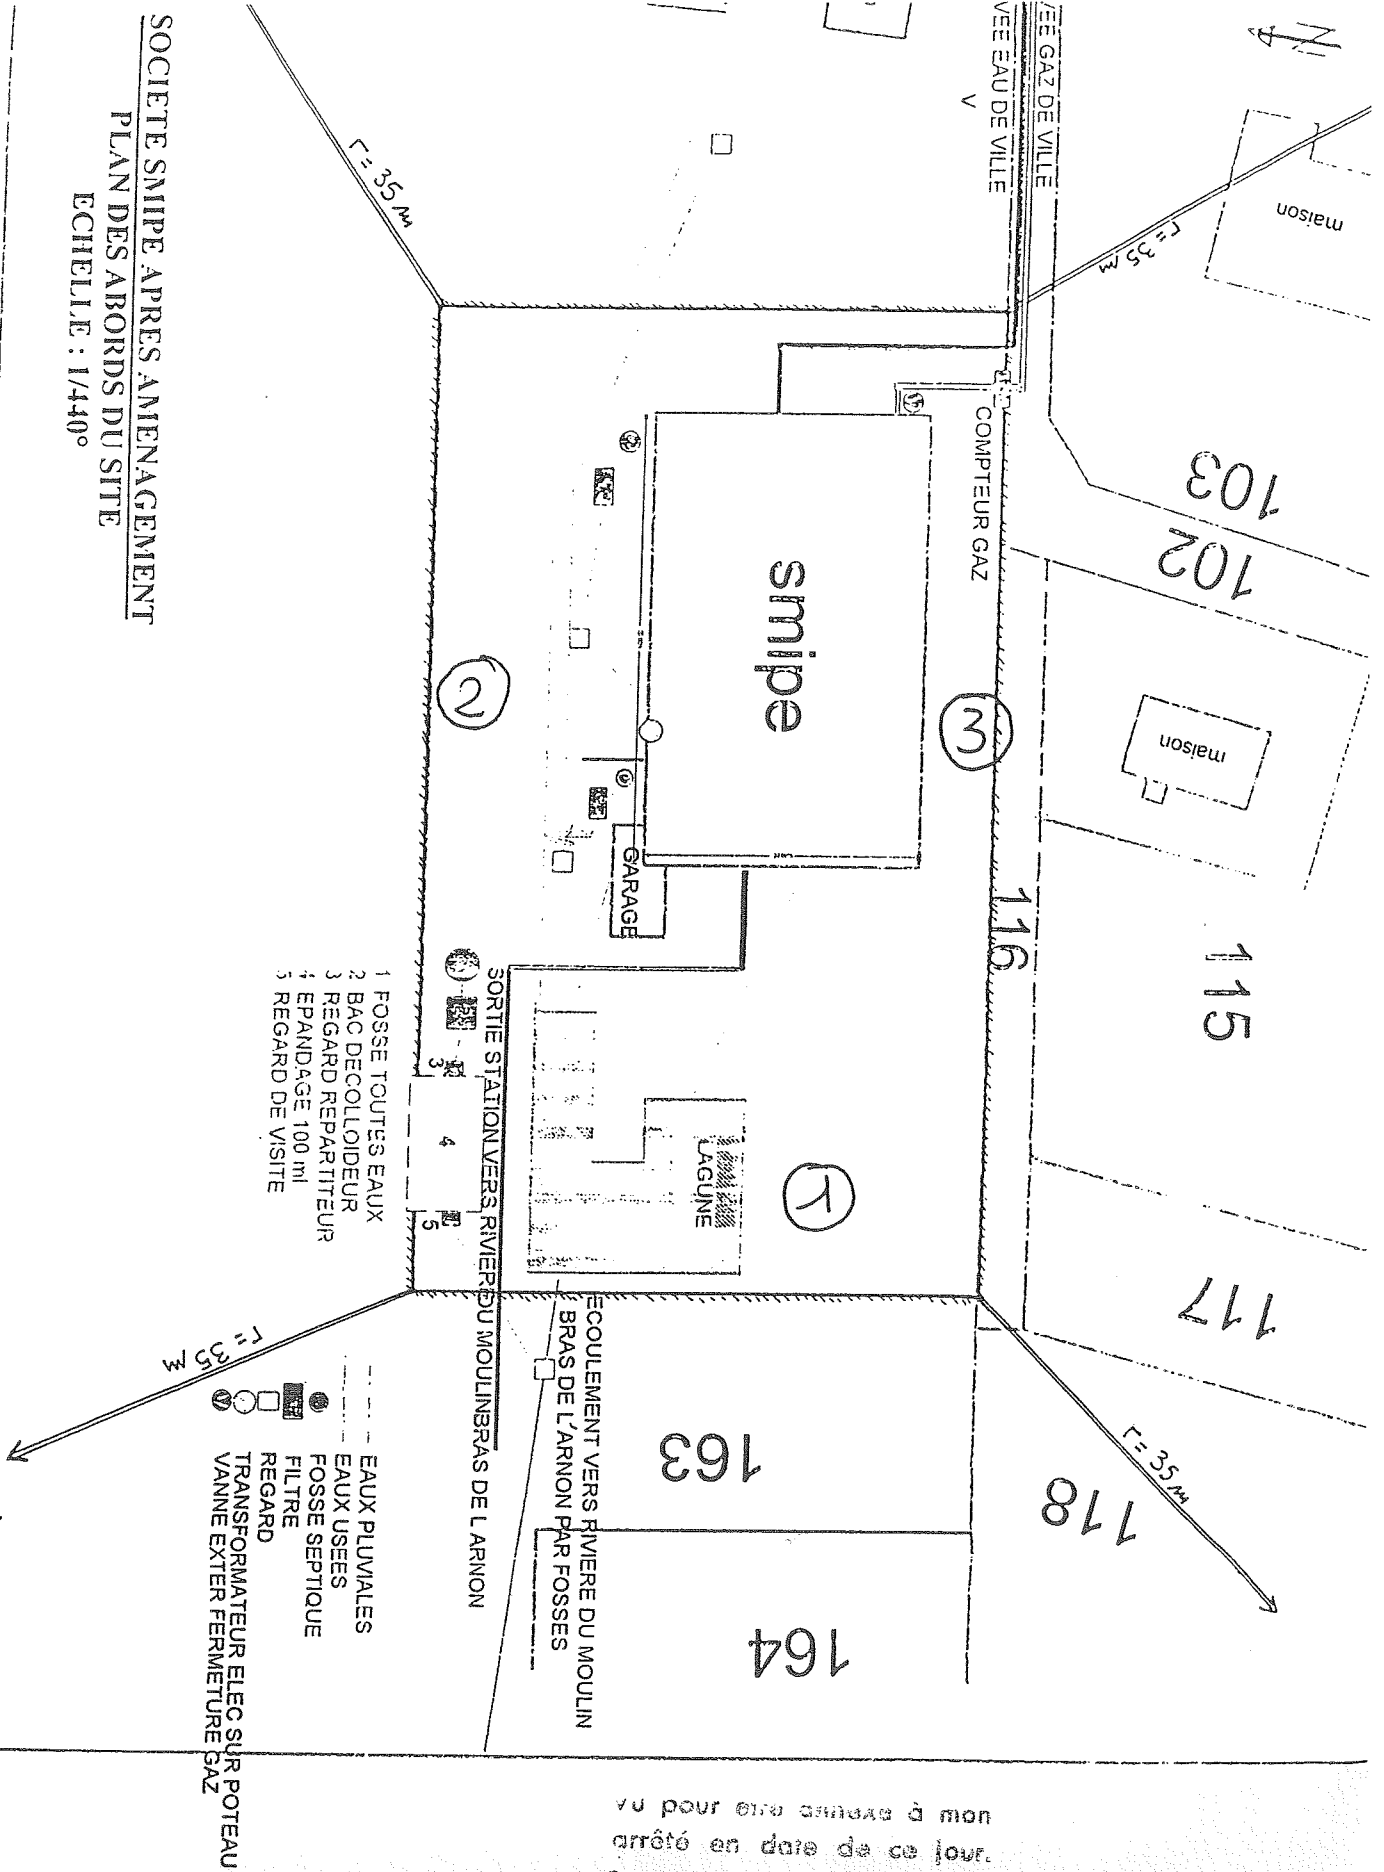 SOCIETE SMIPE APRES AMENAGEMENT
PLAN DES ABORDS DU SITE
ECHELLE : 1/440°
N
VEE GAZ DE VILLE
VEE EAU DE VILLE
V
r = 35 m
r = 35 m
maison
103
102
COMPTEUR GAZ
smipe
2
3
maison
GARAGE
116
115
LAGUNE
1
SORTIE STATION VERS RIVIER DU MOULINBRAS DE L ARNON
3
4
5
1 FOSSE TOUTES EAUX
2 BAC DECOLLOIDEUR
3 REGARD REPARTITEUR
4 EPANDAGE 100 ml
5 REGARD DE VISITE
117
118
r = 35 m
r = 35 m
ECOULEMENT VERS RIVIERE DU MOULIN
BRAS DE L'ARNON PAR FOSSES
163
164
EAUX PLUVIALES
EAUX USEES
FOSSE SEPTIQUE
FILTRE
REGARD
TRANSFORMATEUR ELEC SUR POTEAU
VANNE EXTER FERMETURE GAZ
Vu pour être annexé à mon
arrêté en date de ce jour.